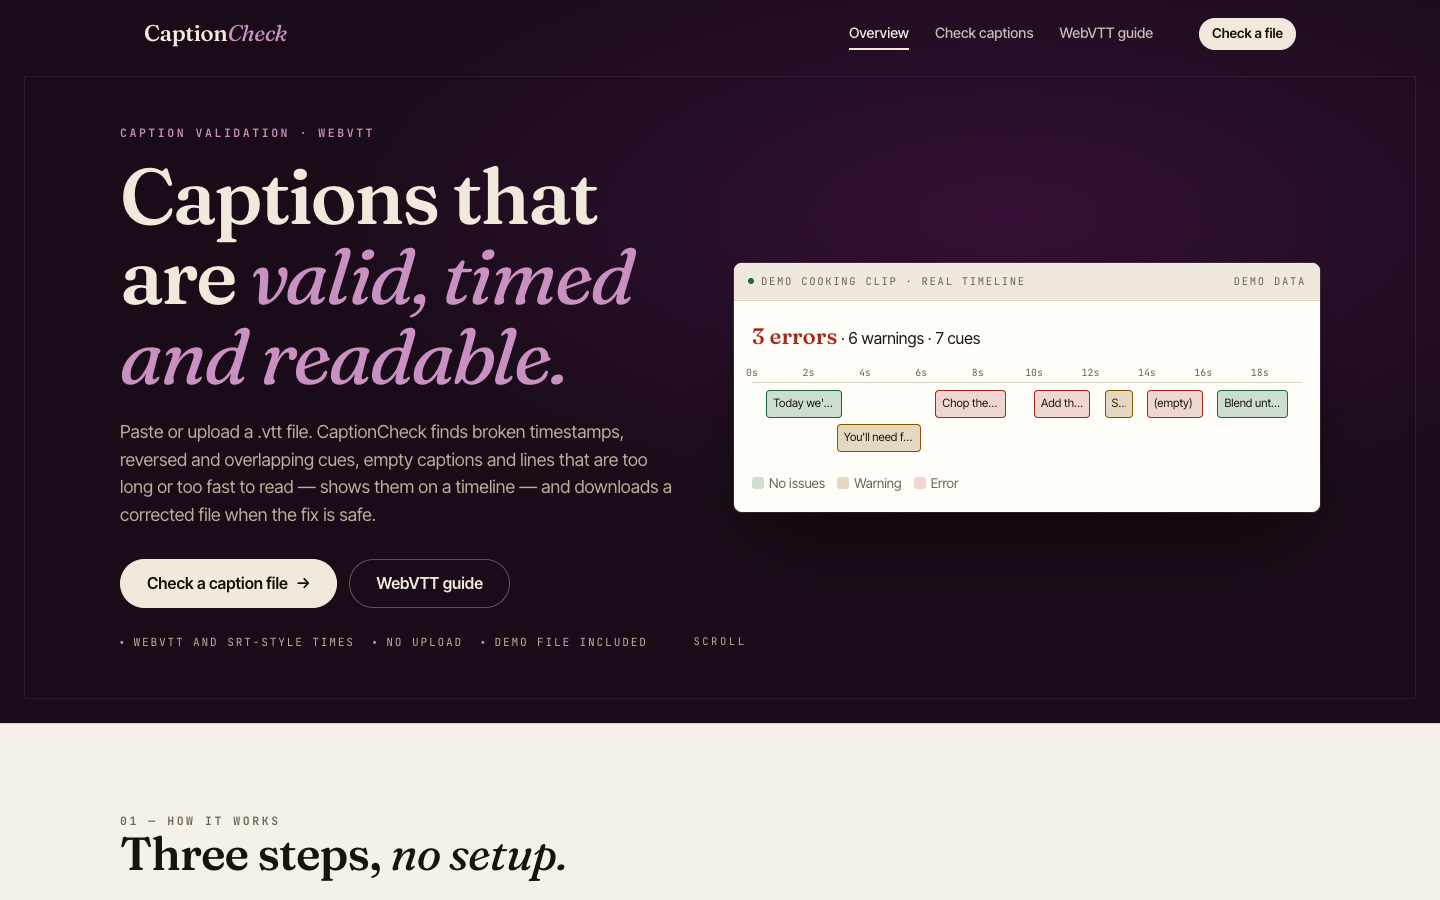 CaptionCheck
Overview
Check captions
WebVTT guide
Check a file
CAPTION VALIDATION · WEBVTT
Captions that
are valid, timed
and readable.
Paste or upload a .vtt file. CaptionCheck finds broken timestamps,
reversed and overlapping cues, empty captions and lines that are too
long or too fast to read — shows them on a timeline — and downloads a
corrected file when the fix is safe.
Check a caption file →
WebVTT guide
WEBVTT AND SRT-STYLE TIMES
NO UPLOAD
DEMO FILE INCLUDED
SCROLL
DEMO COOKING CLIP · REAL TIMELINE
DEMO DATA
3 errors · 6 warnings · 7 cues
0s 2s 4s 6s 8s 10s 12s 14s 16s 18s
Today we'...
Chop the...
Add th...
S...
(empty)
Blend unt...
You'll need f...
No issues
Warning
Error
01 — HOW IT WORKS
Three steps, no setup.